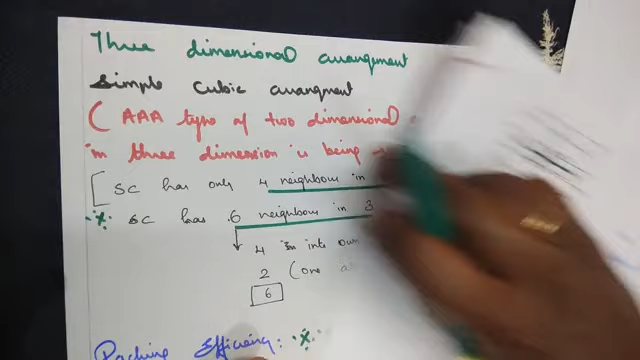 Three dimensional arrangement
Simple cubic arrangment
( AAA type of two dimensional
in three dimension is being
[ SC has only 4 neighbour in
SC has 6 neighbour in 3
4 in its own
2 (one
6
Packing Efficiency: